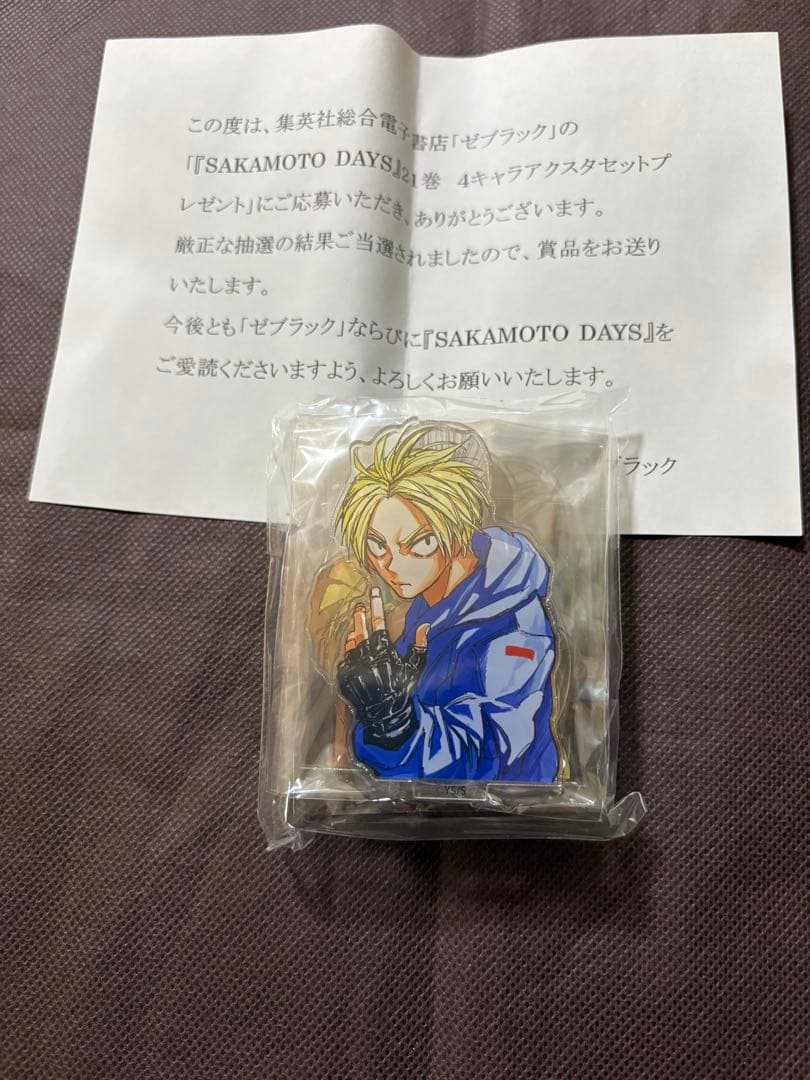 この度は、集英社総合電子書店「ゼブラック」の
「『SAKAMOTO DAYS』21巻 4キャラアクスタセットプ
レゼント」にご応募いただき、ありがとうございます。
厳正な抽選の結果ご当選されましたので、賞品をお送り
いたします。
今後とも「ゼブラック」ならびに『SAKAMOTO DAYS』を
ご愛読くださいますよう、よろしくお願いいたします。
ブラック
©YS/S